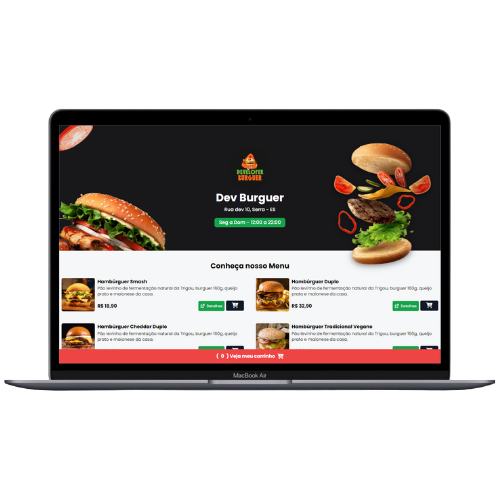 DEVELOPER
BURGUER
Dev Burguer
Rua dev 10, Serra - ES
Seg a Dom - 12:00 a 22:00
Conheça nosso Menu
Hambúrguer Smash
Pão levinho de fermentação natural da Trigou, burguer 160g, queijo
prato e maionese da casa.
R$ 18,90
Detalhes
Hambúrguer Duplo
Pão levinho de fermentação natural da Trigou, burguer 160g, queijo
prato e maionese da casa.
R$ 32,90
Detalhes
Hambúrguer Cheddar Duplo
Pão levinho de fermentação natural da Trigou, burguer 160g, queijo
prato e maionese da casa.
Hambúrguer Tradicional Vegano
Pão levinho de fermentação natural da Trigou, burguer 160g, queijo
prato e maionese da casa.
( 0 ) Veja meu carrinho
MacBook Air